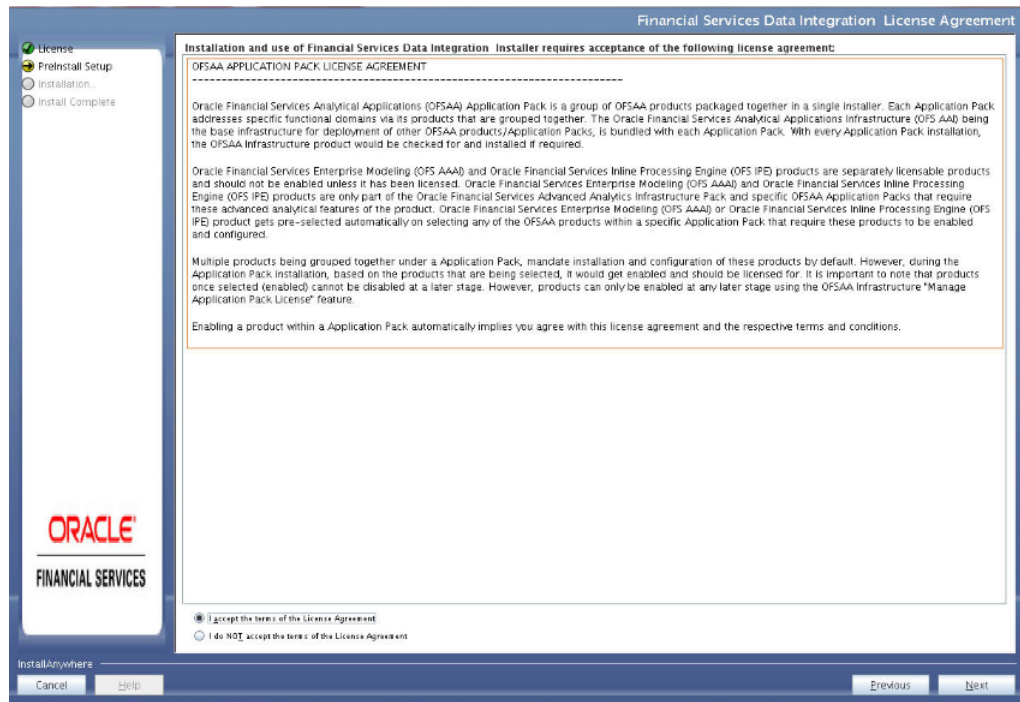 Financial Services Data Integration  License Agreement
License
PreInstall Setup
Installation...
Install Complete
Installation and use of Financial Services Data Integration  Installer requires acceptance of the following license agreement:
OFSAA APPLICATION PACK LICENSE AGREEMENT
------------------------------------------------------------------------
Oracle Financial Services Analytical Applications (OFSAA) Application Pack is a group of OFSAA products packaged together in a single installer. Each Application Pack
addresses specific functional domains via its products that are grouped together. The Oracle Financial Services Analytical Applications Infrastructure (OFS AAI) being
the base infrastructure for deployment of other OFSAA products/Application Packs, is bundled with each Application Pack. With every Application Pack installation,
the OFSAA Infrastructure product would be checked for and installed if required.
Oracle Financial Services Enterprise Modeling (OFS AAAI) and Oracle Financial Services Inline Processing Engine (OFS IPE) products are separately licensable products
and should not be enabled unless it has been licensed. Oracle Financial Services Enterprise Modeling (OFS AAAI) and Oracle Financial Services Inline Processing
Engine (OFS IPE) products are only part of the Oracle Financial Services Advanced Analytics Infrastructure Pack and specific OFSAA Application Packs that require
these advanced analytical features of the product. Oracle Financial Services Enterprise Modeling (OFS AAAI) or Oracle Financial Services Inline Processing Engine (OFS
IPE) product gets pre-selected automatically on selecting any of the OFSAA products within a specific Application Pack that require these products to be enabled
and configured.
Multiple products being grouped together under a Application Pack, mandate installation and configuration of these products by default. However, during the
Application Pack installation, based on the products that are being selected, it would get enabled and should be licensed for. It is important to note that products
once selected (enabled) cannot be disabled at a later stage. However, products can only be enabled at any later stage using the OFSAA Infrastructure "Manage
Application Pack License" feature.
Enabling a product within a Application Pack automatically implies you agree with this license agreement and the respective terms and conditions.
ORACLE
FINANCIAL SERVICES
I accept the terms of the License Agreement
I do NOT accept the terms of the License Agreement
InstallAnywhere
Cancel
Help
Previous
Next